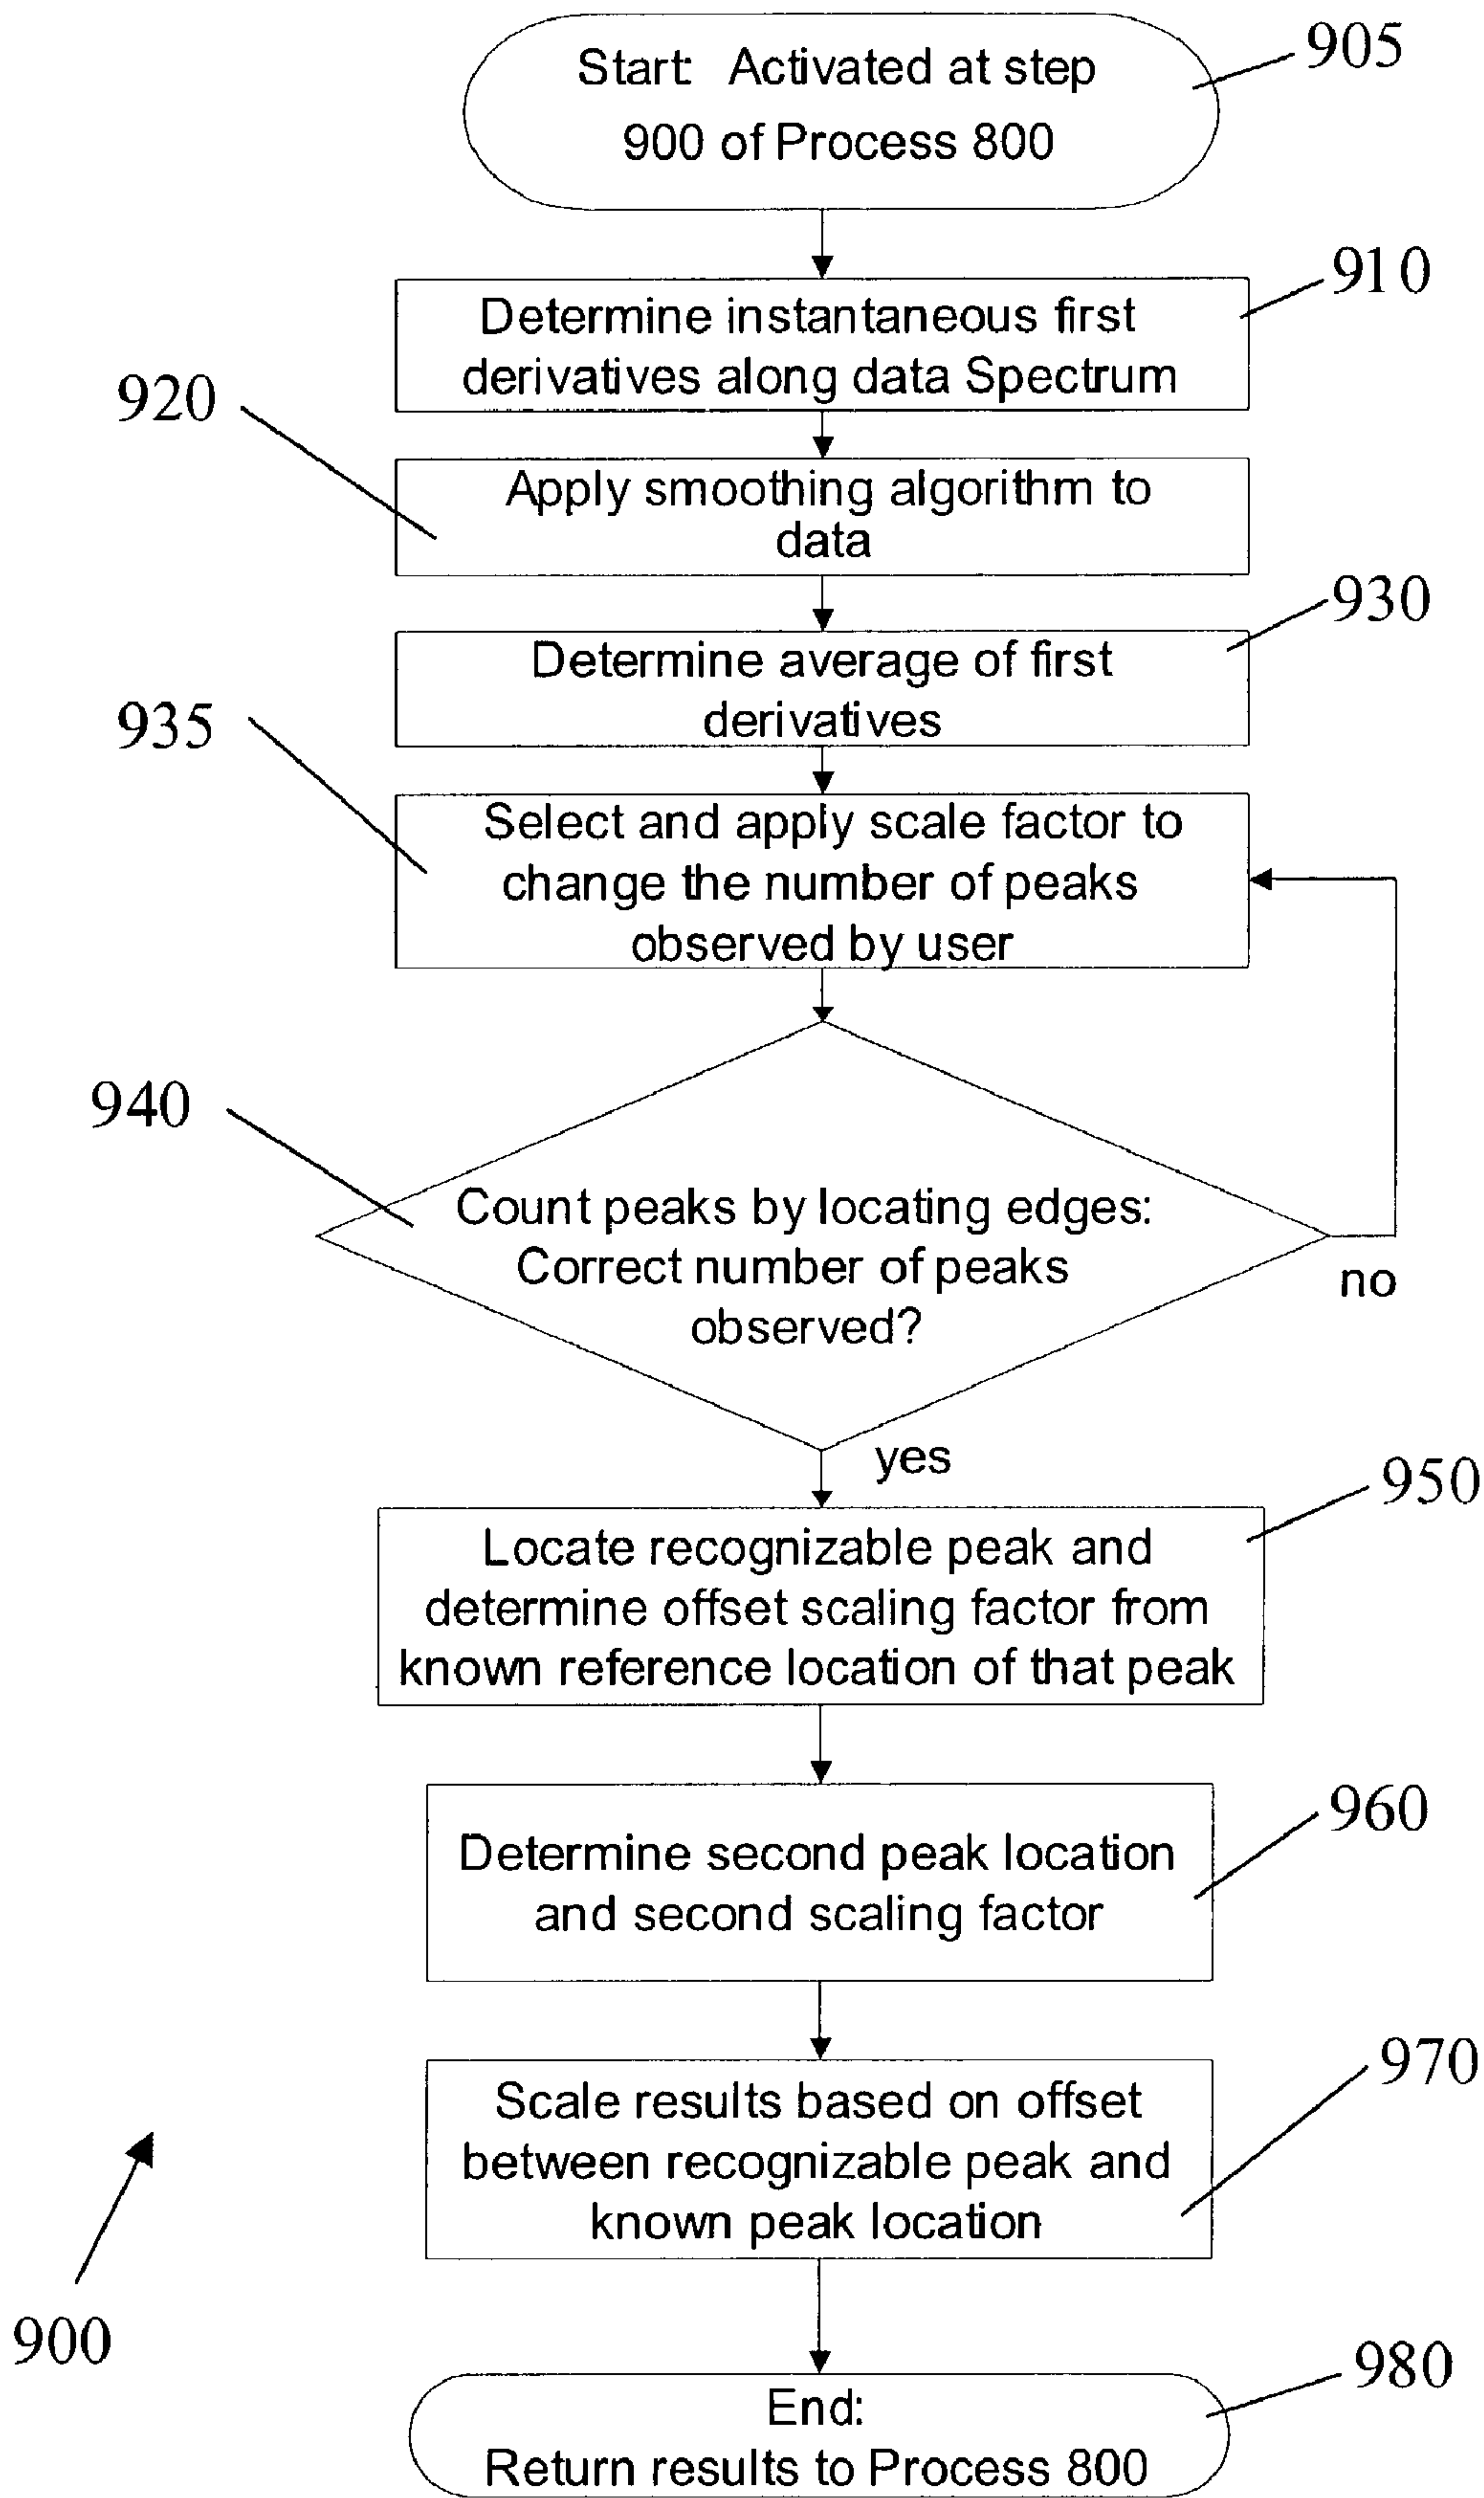 Start: Activated at step
900 of Process 800
905
Determine instantaneous first
derivatives along data Spectrum
910
920
Apply smoothing algorithm to
data
930
Determine average of first
derivatives
935
Select and apply scale factor to
change the number of peaks
observed by user
940
Count peaks by locating edges:
Correct number of peaks
observed?
no
yes
950
Locate recognizable peak and
determine offset scaling factor from
known reference location of that peak
960
Determine second peak location
and second scaling factor
970
Scale results based on offset
between recognizable peak and
known peak location
900
980
End:
Return results to Process 800